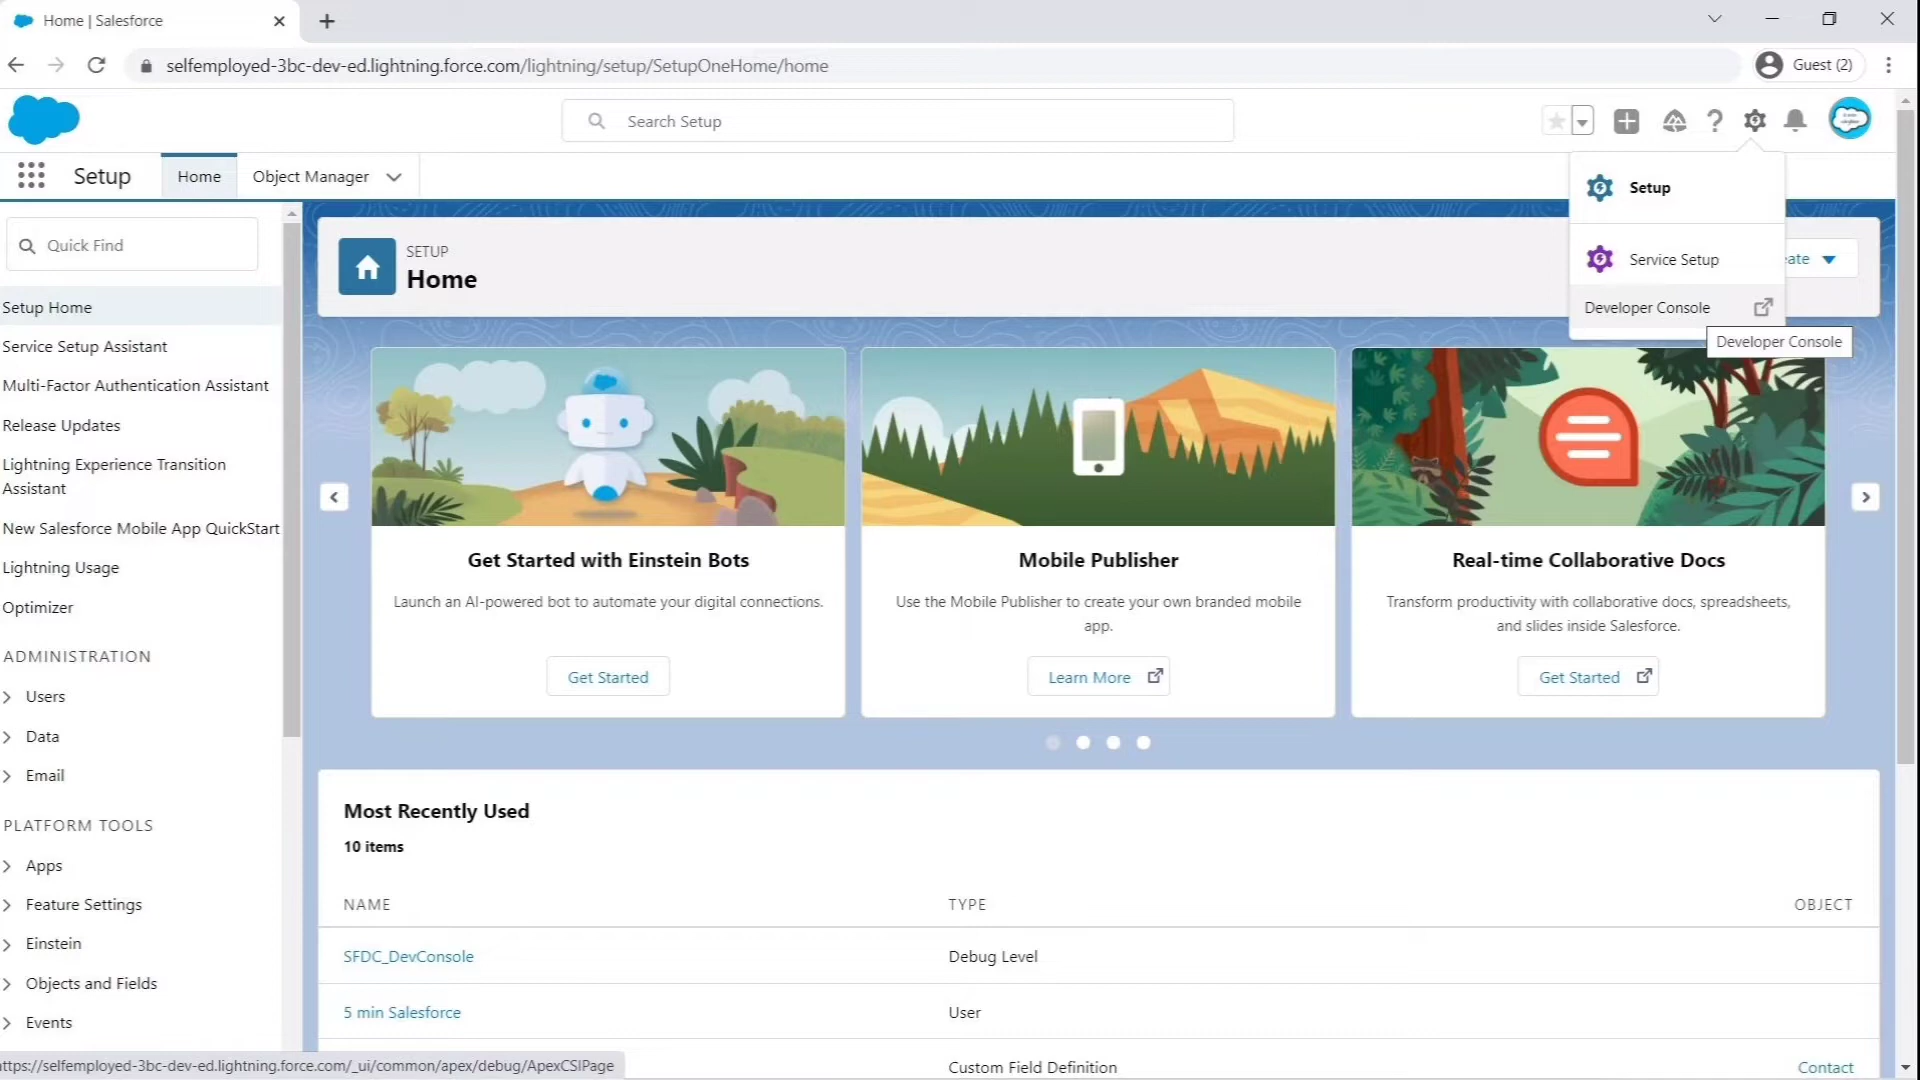 Home | Salesforce
selfemployed-3bc-dev-ed.lightning.force.com/lightning/setup/SetupOneHome/home
Guest (2)
Search Setup
Setup
Home
Object Manager
Setup
Service Setup
Developer Console
Developer Console
eate
Quick Find
Setup Home
Service Setup Assistant
Multi-Factor Authentication Assistant
Release Updates
Lightning Experience Transition
Assistant
New Salesforce Mobile App QuickStart
Lightning Usage
Optimizer
ADMINISTRATION
Users
Data
Email
PLATFORM TOOLS
Apps
Feature Settings
Einstein
Objects and Fields
Events
SETUP
Home
Get Started with Einstein Bots
Launch an AI-powered bot to automate your digital connections.
Get Started
Mobile Publisher
Use the Mobile Publisher to create your own branded mobile
app.
Learn More
Real-time Collaborative Docs
Transform productivity with collaborative docs, spreadsheets,
and slides inside Salesforce.
Get Started
Most Recently Used
10 items
NAME TYPE OBJECT
SFDC_DevConsole Debug Level
5 min Salesforce User
Custom Field Definition Contact
ttps://selfemployed-3bc-dev-ed.lightning.force.com/_ui/common/apex/debug/ApexCSIPage